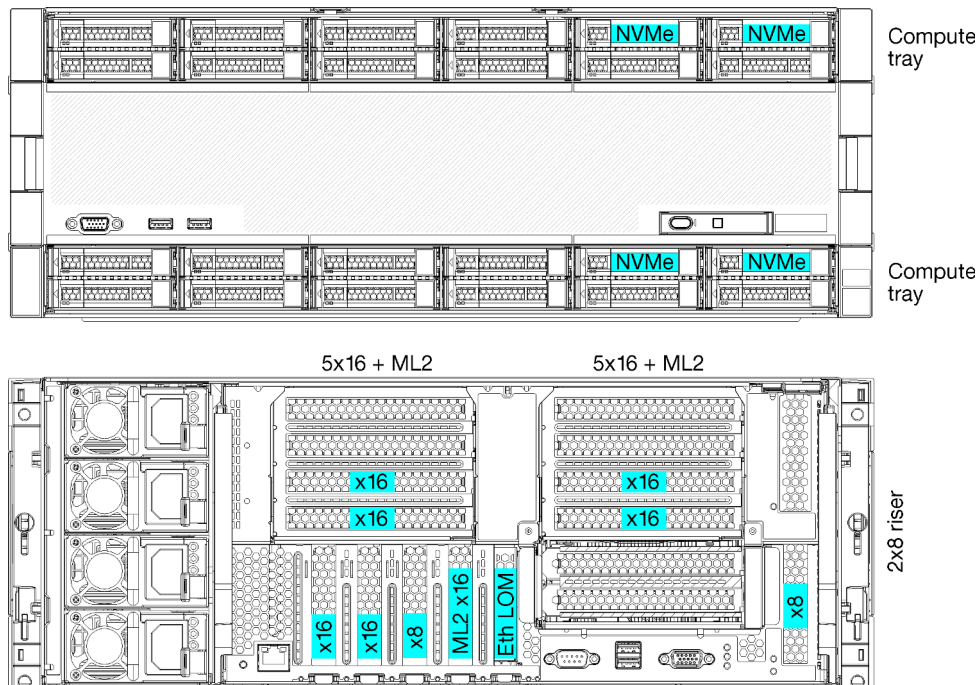 NVMe NVMe
Compute
tray
NVMe NVMe
Compute
tray
5x16 + ML2 5x16 + ML2
x16 x16
x16 x16
2x8 riser
x16 x16 x8 ML2 x16 Eth LOM x8